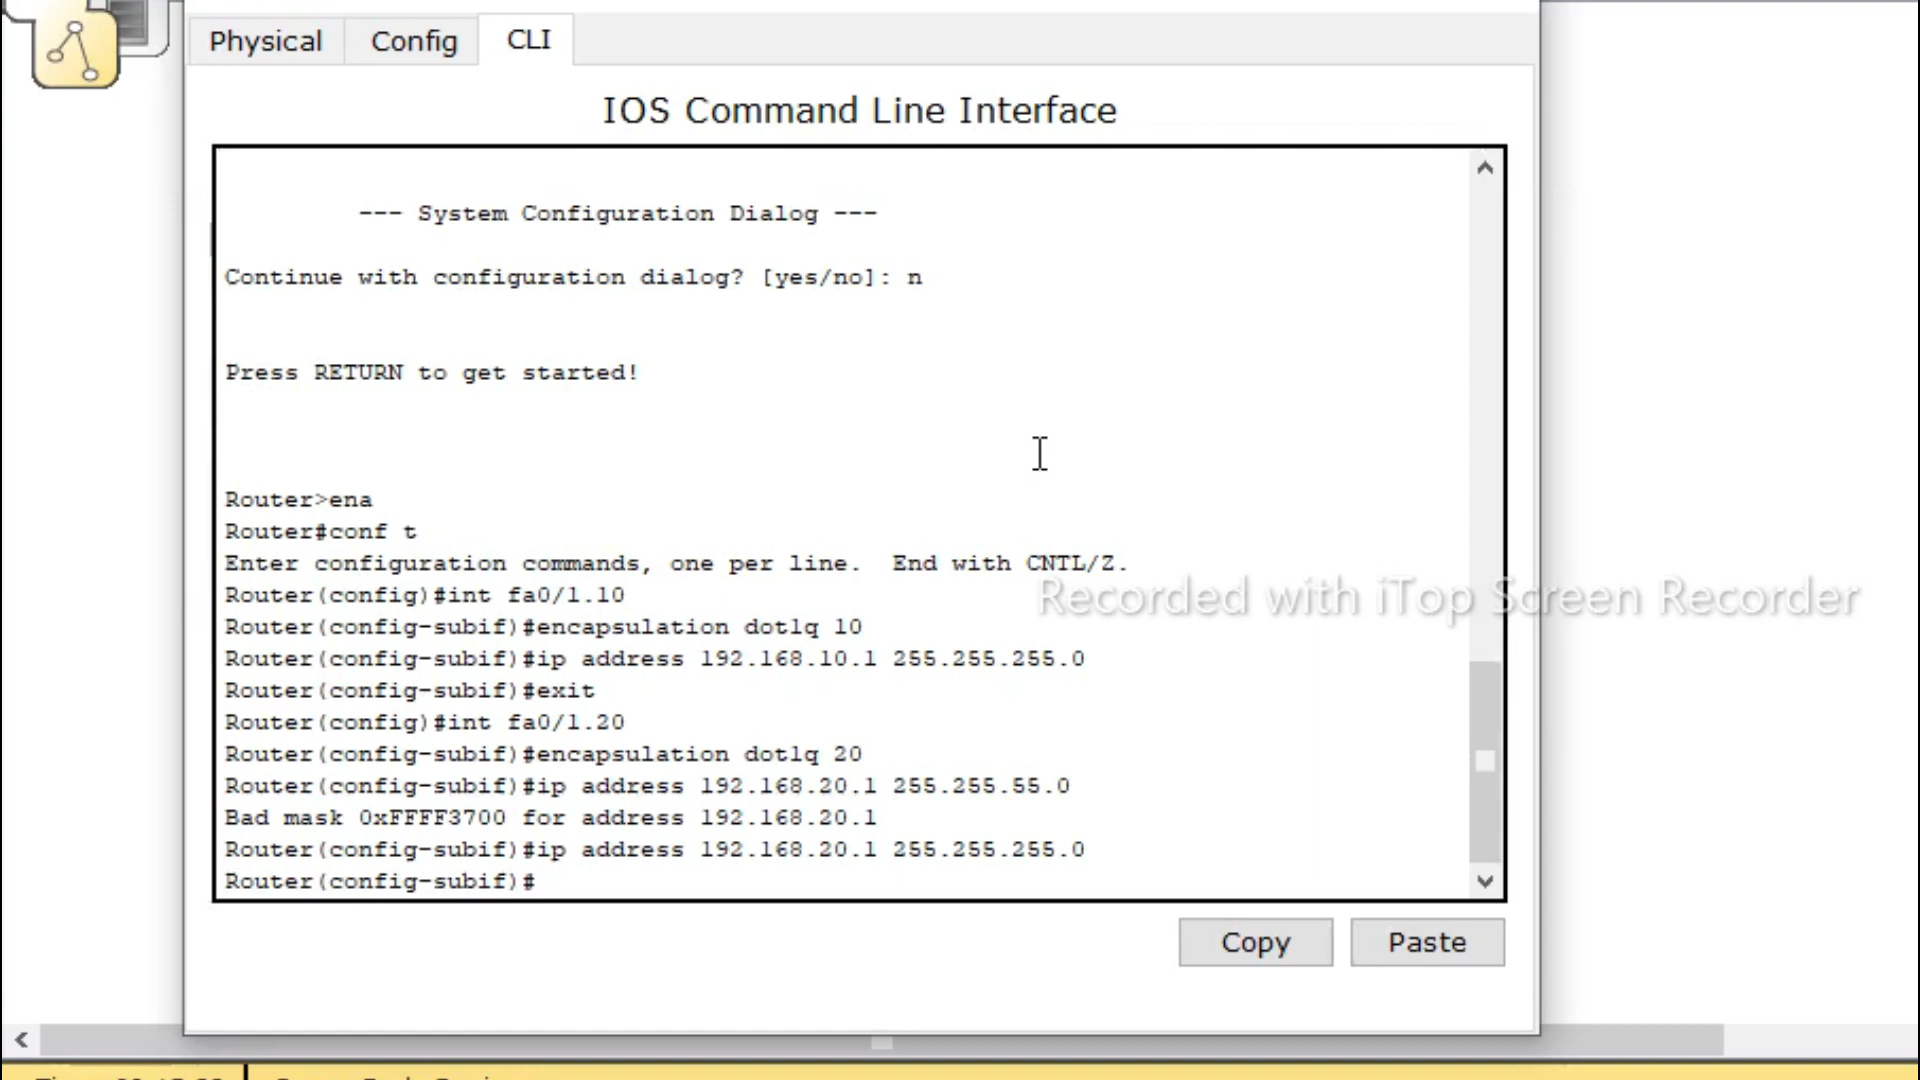 Physical Config CLI
IOS Command Line Interface
--- System Configuration Dialog ---
Continue with configuration dialog? [yes/no]: n
Press RETURN to get started!
Router>ena
Router#conf t
Enter configuration commands, one per line.  End with CNTL/Z.
Router(config)#int fa0/1.10
Router(config-subif)#encapsulation dot1q 10
Router(config-subif)#ip address 192.168.10.1 255.255.255.0
Router(config-subif)#exit
Router(config)#int fa0/1.20
Router(config-subif)#encapsulation dot1q 20
Router(config-subif)#ip address 192.168.20.1 255.255.55.0
Bad mask 0xFFFF3700 for address 192.168.20.1
Router(config-subif)#ip address 192.168.20.1 255.255.255.0
Router(config-subif)#
Recorded with iTop Screen Recorder
Copy Paste